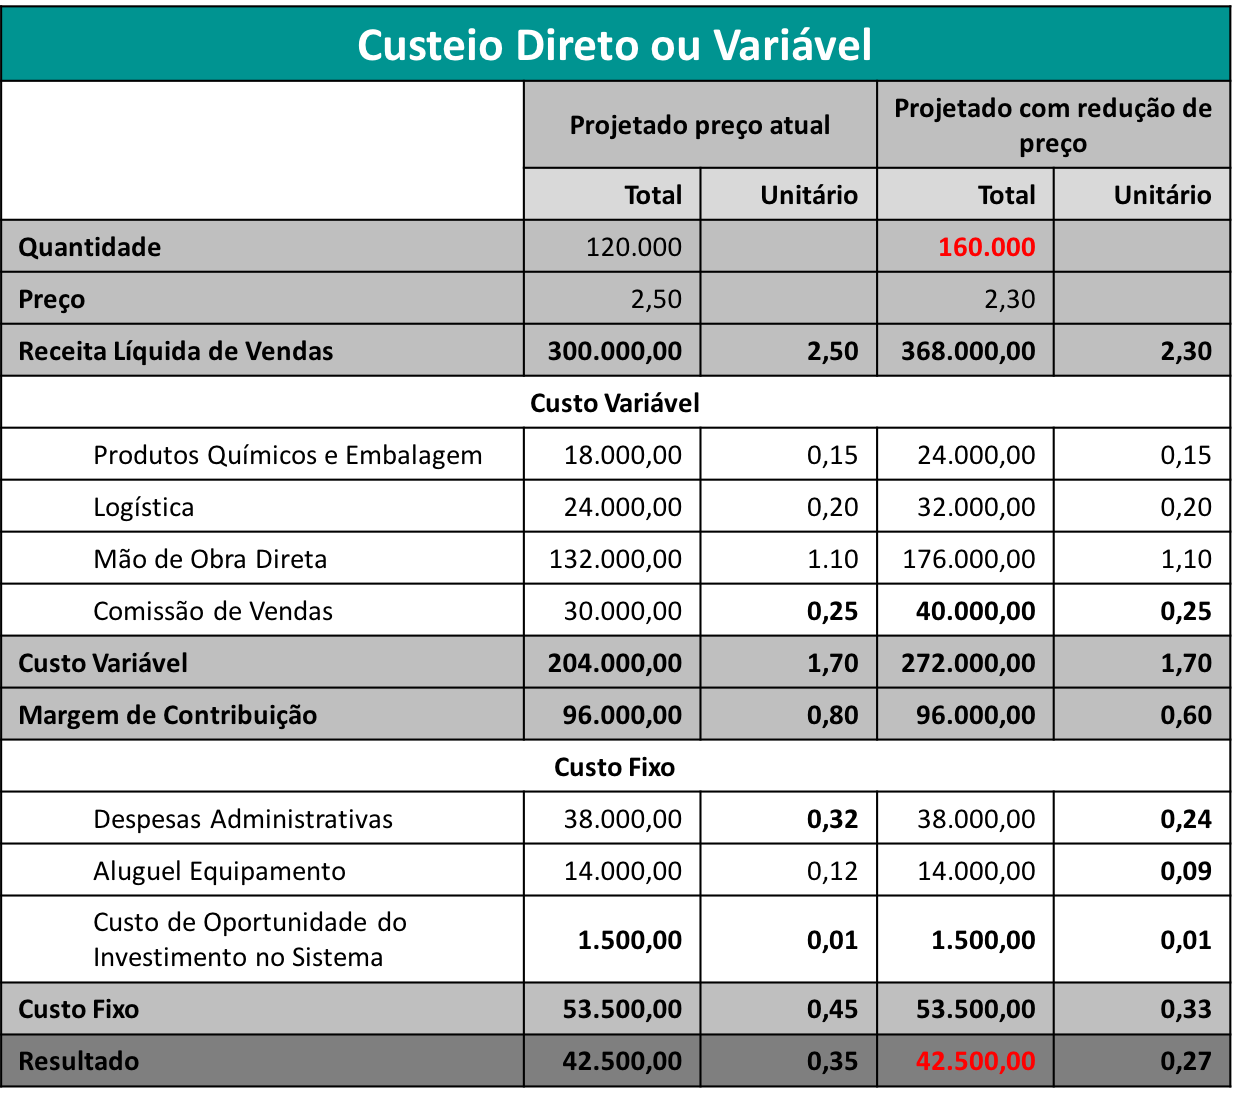 Custeio Direto ou Variável
Projetado preço atual
Projetado com redução de
preço
Total Unitário Total Unitário
Quantidade 120.000 160.000
Preço 2,50 2,30
Receita Líquida de Vendas 300.000,00 2,50 368.000,00 2,30
Custo Variável
Produtos Químicos e Embalagem 18.000,00 0,15 24.000,00 0,15
Logística 24.000,00 0,20 32.000,00 0,20
Mão de Obra Direta 132.000,00 1.10 176.000,00 1,10
Comissão de Vendas 30.000,00 0,25 40.000,00 0,25
Custo Variável 204.000,00 1,70 272.000,00 1,70
Margem de Contribuição 96.000,00 0,80 96.000,00 0,60
Custo Fixo
Despesas Administrativas 38.000,00 0,32 38.000,00 0,24
Aluguel Equipamento 14.000,00 0,12 14.000,00 0,09
Custo de Oportunidade do
Investimento no Sistema 1.500,00 0,01 1.500,00 0,01
Custo Fixo 53.500,00 0,45 53.500,00 0,33
Resultado 42.500,00 0,35 42.500,00 0,27